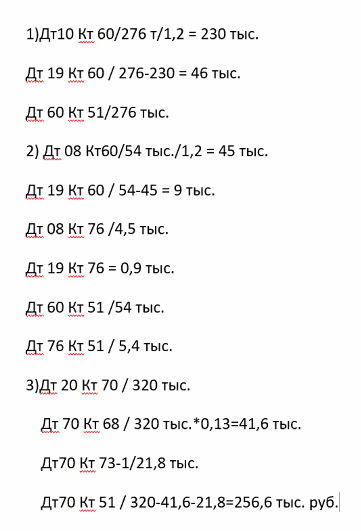 1)Дт10 Кт 60/276 т/1,2 = 230 тыс.
Дт 19 Кт 60 / 276-230 = 46 тыс.
Дт 60 Кт 51/276 тыс.
2) Дт 08 Кт60/54 тыс./1,2 = 45 тыс.
Дт 19 Кт 60 / 54-45 = 9 тыс.
Дт 08 Кт 76 /4,5 тыс.
Дт 19 Кт 76 = 0,9 тыс.
Дт 60 Кт 51 /54 тыс.
Дт 76 Кт 51 / 5,4 тыс.
3)Дт 20 Кт 70 / 320 тыс.
Дт 70 Кт 68 / 320 тыс.*0,13=41,6 тыс.
Дт70 Кт 73-1/21,8 тыс.
Дт70 Кт 51 / 320-41,6-21,8=256,6 тыс. руб.